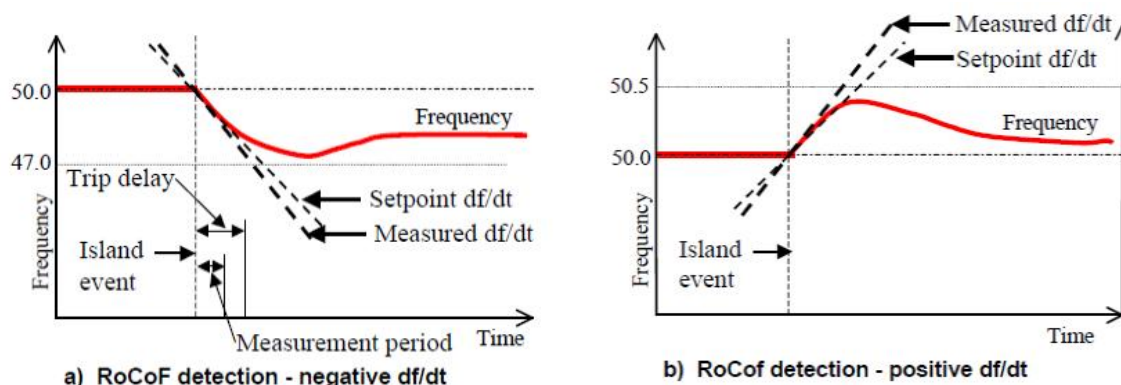 50.0
47.0
Frequency
Trip delay
Setpoint df/dt
Measured df/dt
Island
event
Frequency
Time
Measurement period
a) RoCoF detection - negative df/dt
Measured df/dt
Setpoint df/dt
50.5
50.0
Frequency
Island
event
Frequency
Time
b) RoCof detection - positive df/dt